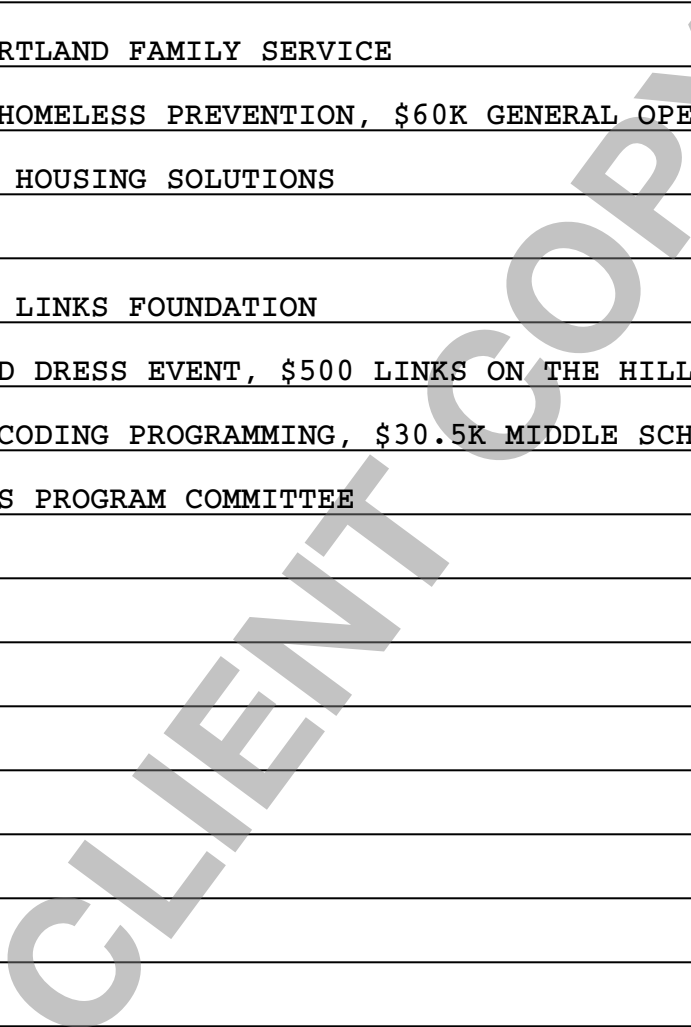 RTLAND FAMILY SERVICE
HOMELESS PREVENTION, $60K GENERAL OPE
HOUSING SOLUTIONS
LINKS FOUNDATION
D DRESS EVENT, $500 LINKS ON THE HILL
CODING PROGRAMMING, $30.5K MIDDLE SCH
S PROGRAM COMMITTEE
CLIENT COPY